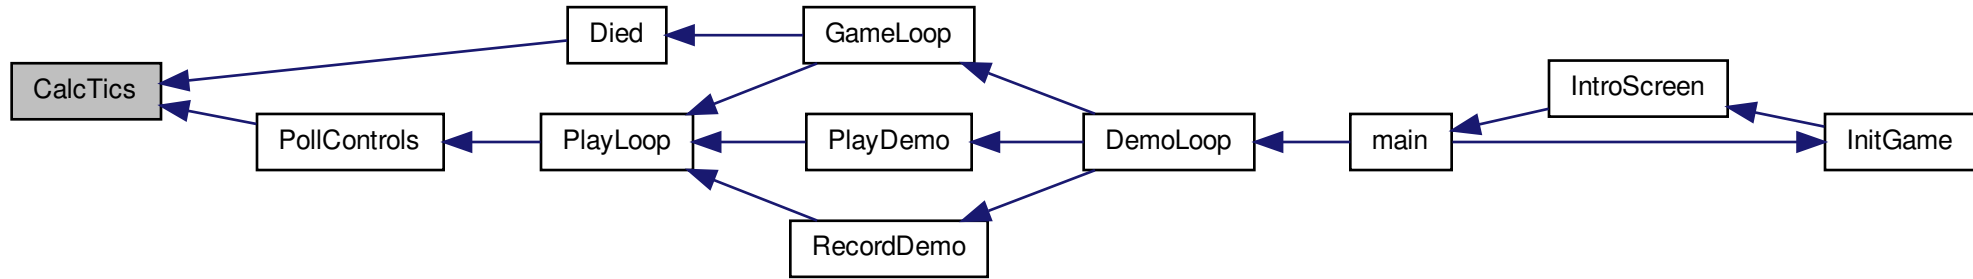 CalcTics
Died
GameLoop
PollControls
PlayLoop
PlayDemo
RecordDemo
DemoLoop
main
IntroScreen
InitGame